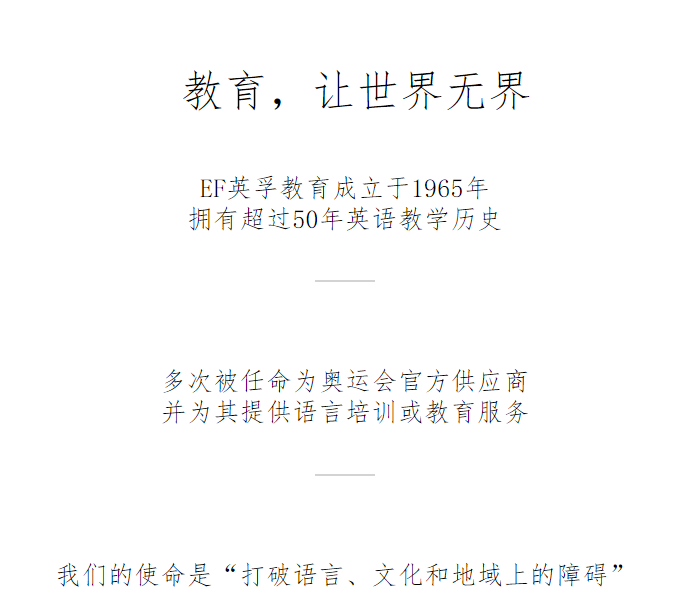 教育，让世界无界
EF英孚教育成立于1965年
拥有超过50年英语教学历史
多次被任命为奥运会官方供应商
并为其提供语言培训或教育服务
我们的使命是“打破语言、文化和地域上的障碍”